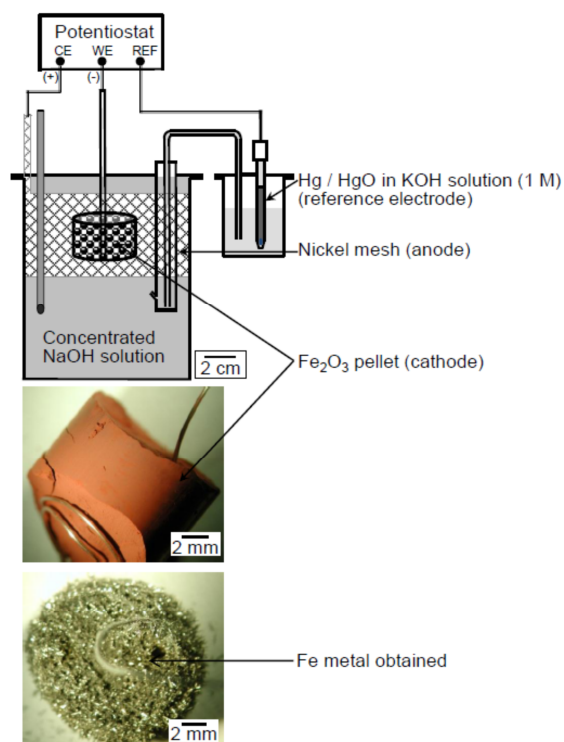 Potentiostat
CE WE REF
(+) (-)
Hg / HgO in KOH solution (1 M)
(reference electrode)
Nickel mesh (anode)
Concentrated
NaOH solution
2 cm
Fe₂O₃ pellet (cathode)
2 mm
Fe metal obtained
2 mm